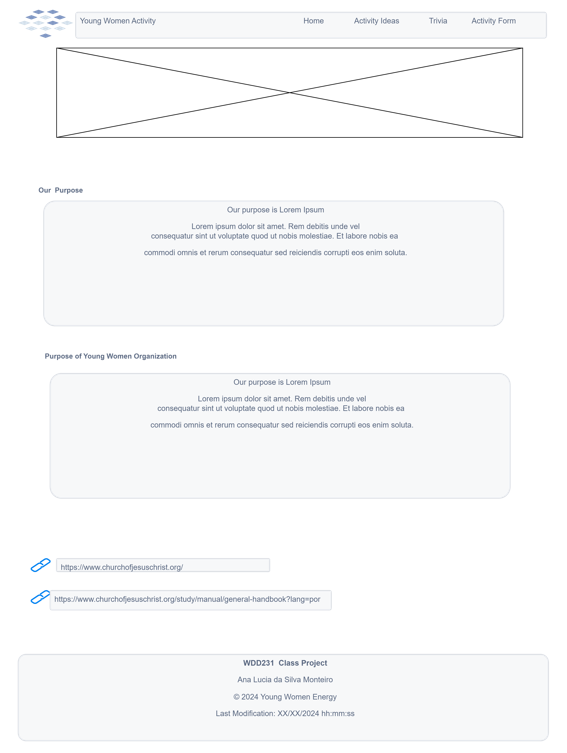 Young Women Activity Home Activity Ideas Trivia Activity Form
Our Purpose
Our purpose is Lorem Ipsum
Lorem ipsum dolor sit amet. Rem debitis unde vel
consequatur sint ut voluptate quod ut nobis molestiae. Et labore nobis ea
commodi omnis et rerum consequatur sed reiciendis corrupti eos enim soluta.
Purpose of Young Women Organization
Our purpose is Lorem Ipsum
Lorem ipsum dolor sit amet. Rem debitis unde vel
consequatur sint ut voluptate quod ut nobis molestiae. Et labore nobis ea
commodi omnis et rerum consequatur sed reiciendis corrupti eos enim soluta.
https://www.churchofjesuschrist.org/
https://www.churchofjesuschrist.org/study/manual/general-handbook?lang=por
WDD231 Class Project
Ana Lucia da Silva Monteiro
© 2024 Young Women Energy
Last Modification: XX/XX/2024 hh:mm:ss